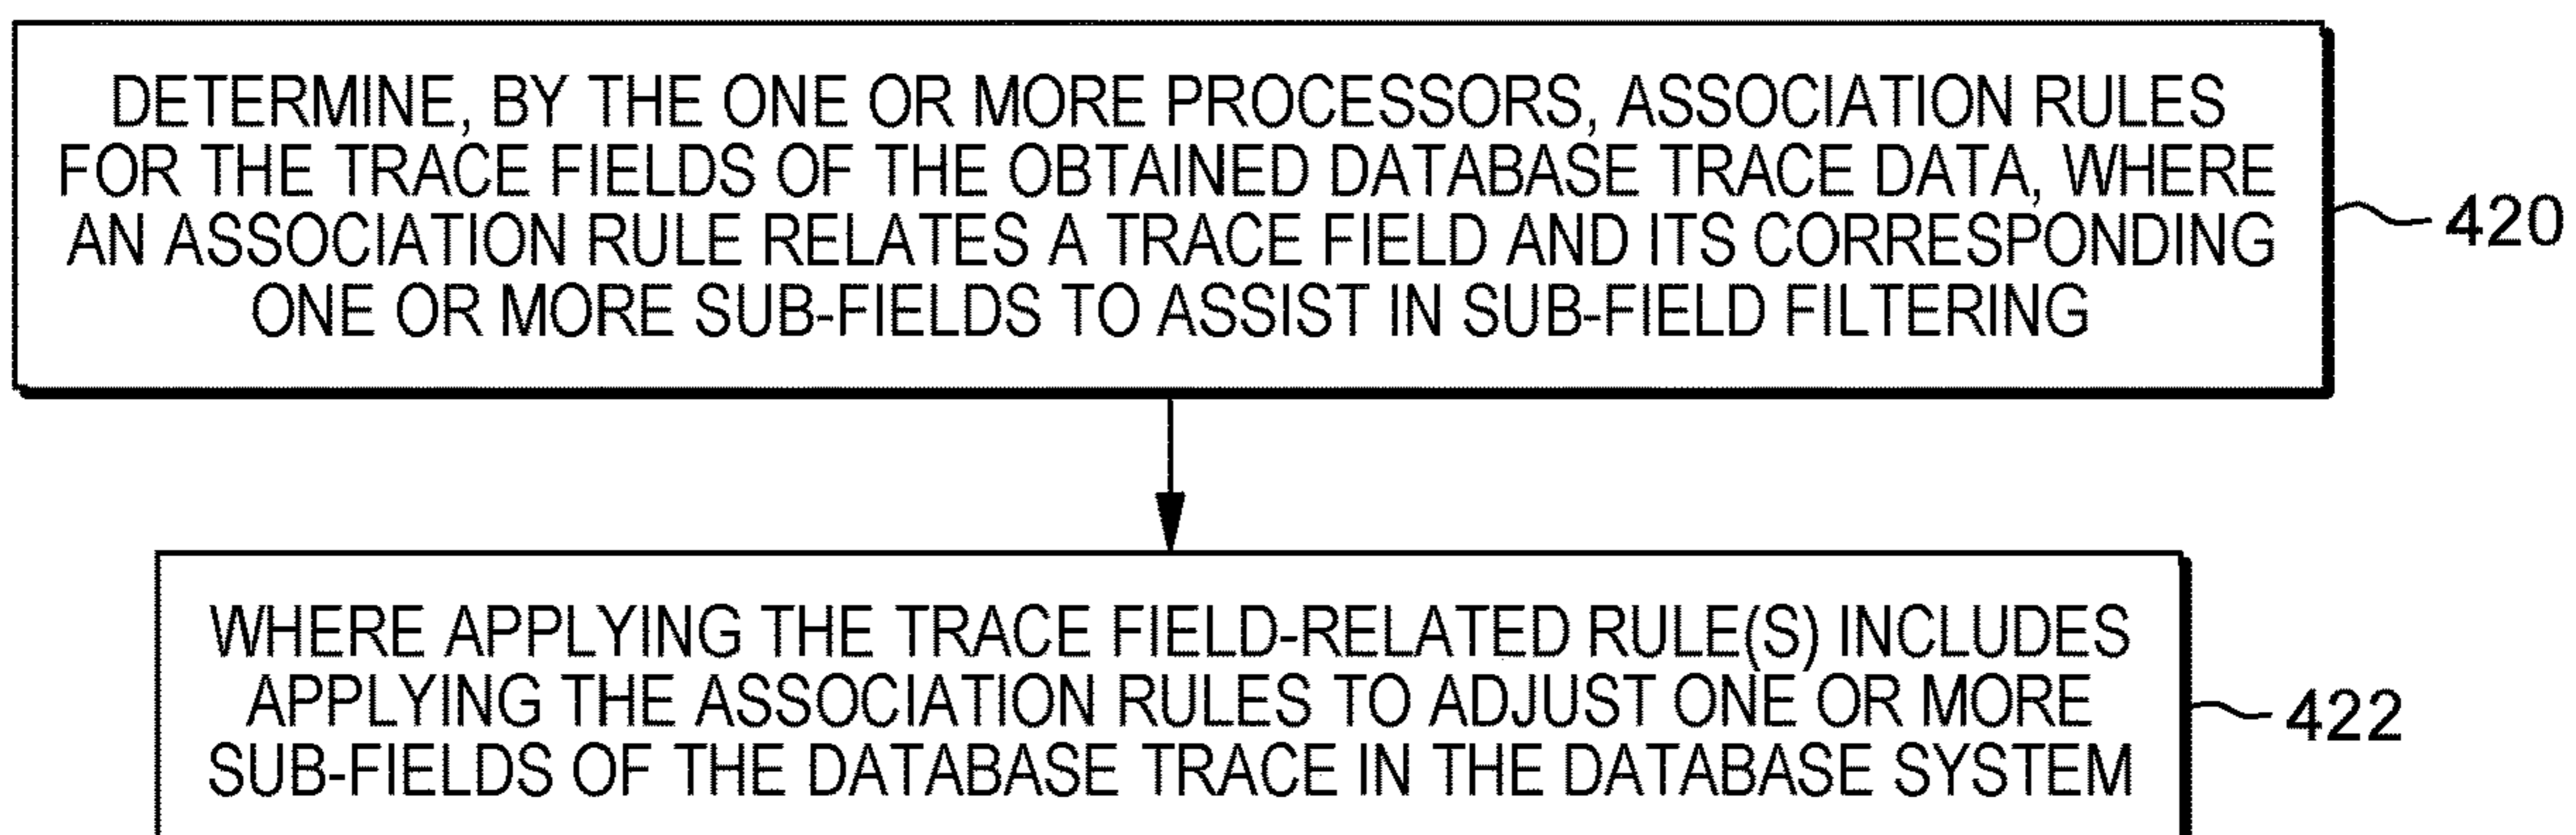 DETERMINE, BY THE ONE OR MORE PROCESSORS, ASSOCIATION RULES
FOR THE TRACE FIELDS OF THE OBTAINED DATABASE TRACE DATA, WHERE
AN ASSOCIATION RULE RELATES A TRACE FIELD AND ITS CORRESPONDING
ONE OR MORE SUB-FIELDS TO ASSIST IN SUB-FIELD FILTERING
420
WHERE APPLYING THE TRACE FIELD-RELATED RULE(S) INCLUDES
APPLYING THE ASSOCIATION RULES TO ADJUST ONE OR MORE
SUB-FIELDS OF THE DATABASE TRACE IN THE DATABASE SYSTEM
422